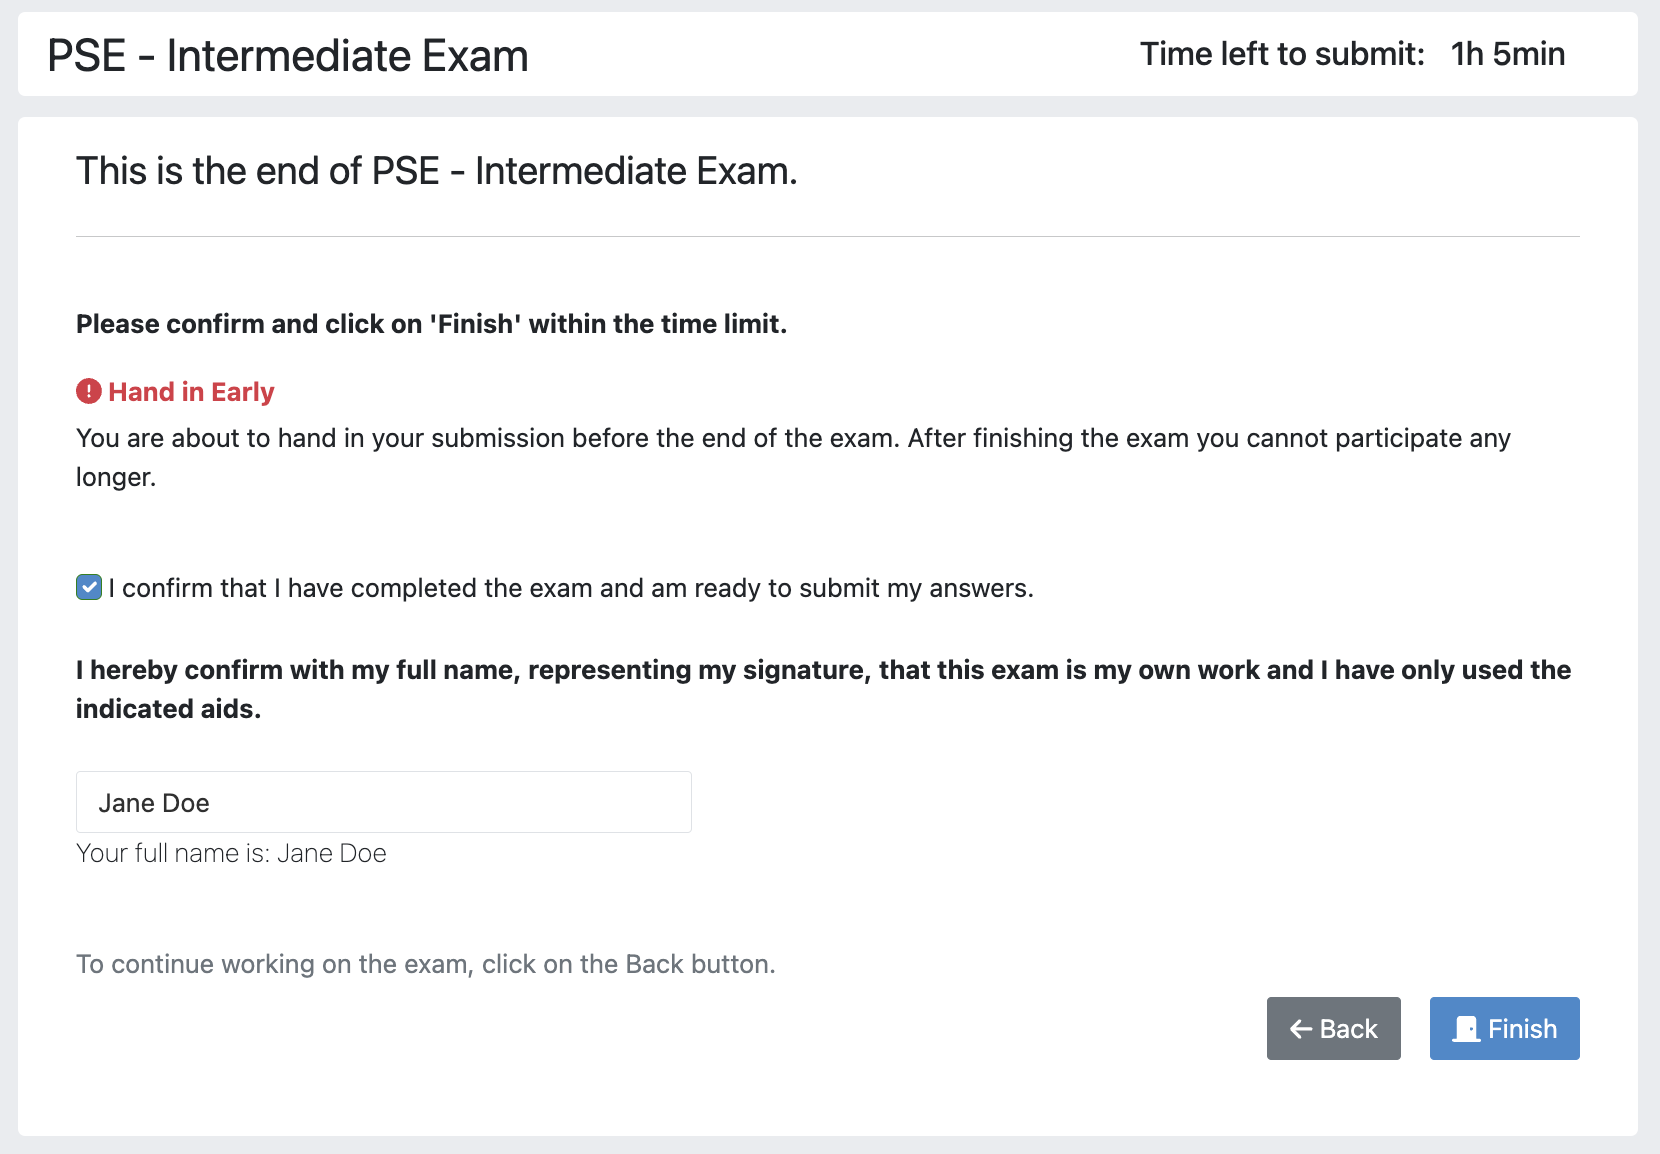 PSE - Intermediate Exam
Time left to submit: 1h 5min
This is the end of PSE - Intermediate Exam.
Please confirm and click on 'Finish' within the time limit.
Hand in Early
You are about to hand in your submission before the end of the exam. After finishing the exam you cannot participate any
longer.
I confirm that I have completed the exam and am ready to submit my answers.
I hereby confirm with my full name, representing my signature, that this exam is my own work and I have only used the
indicated aids.
Jane Doe
Your full name is: Jane Doe
To continue working on the exam, click on the Back button.
Back
Finish